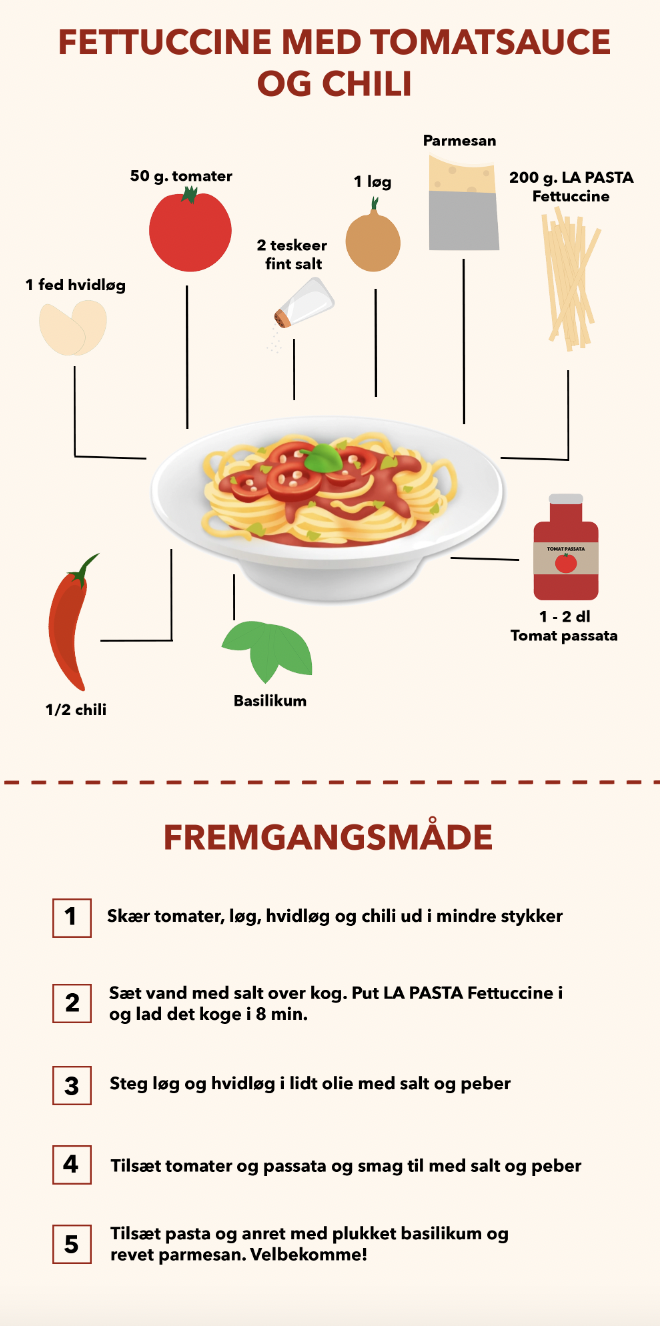 FETTUCCINE MED TOMATSAUCE
OG CHILI
Parmesan
50 g. tomater
1 løg
200 g. LA PASTA
Fettuccine
2 teskeer
fint salt
1 fed hvidløg
TOMAT PASSATA
1 - 2 dl
Tomat passata
1/2 chili
Basilikum
FREMGANGSMÅDE
1 Skær tomater, løg, hvidløg og chili ud i mindre stykker
2 Sæt vand med salt over kog. Put LA PASTA Fettuccine i
og lad det koge i 8 min.
3 Steg løg og hvidløg i lidt olie med salt og peber
4 Tilsæt tomater og passata og smag til med salt og peber
5 Tilsæt pasta og anret med plukket basilikum og
revet parmesan. Velbekomme!